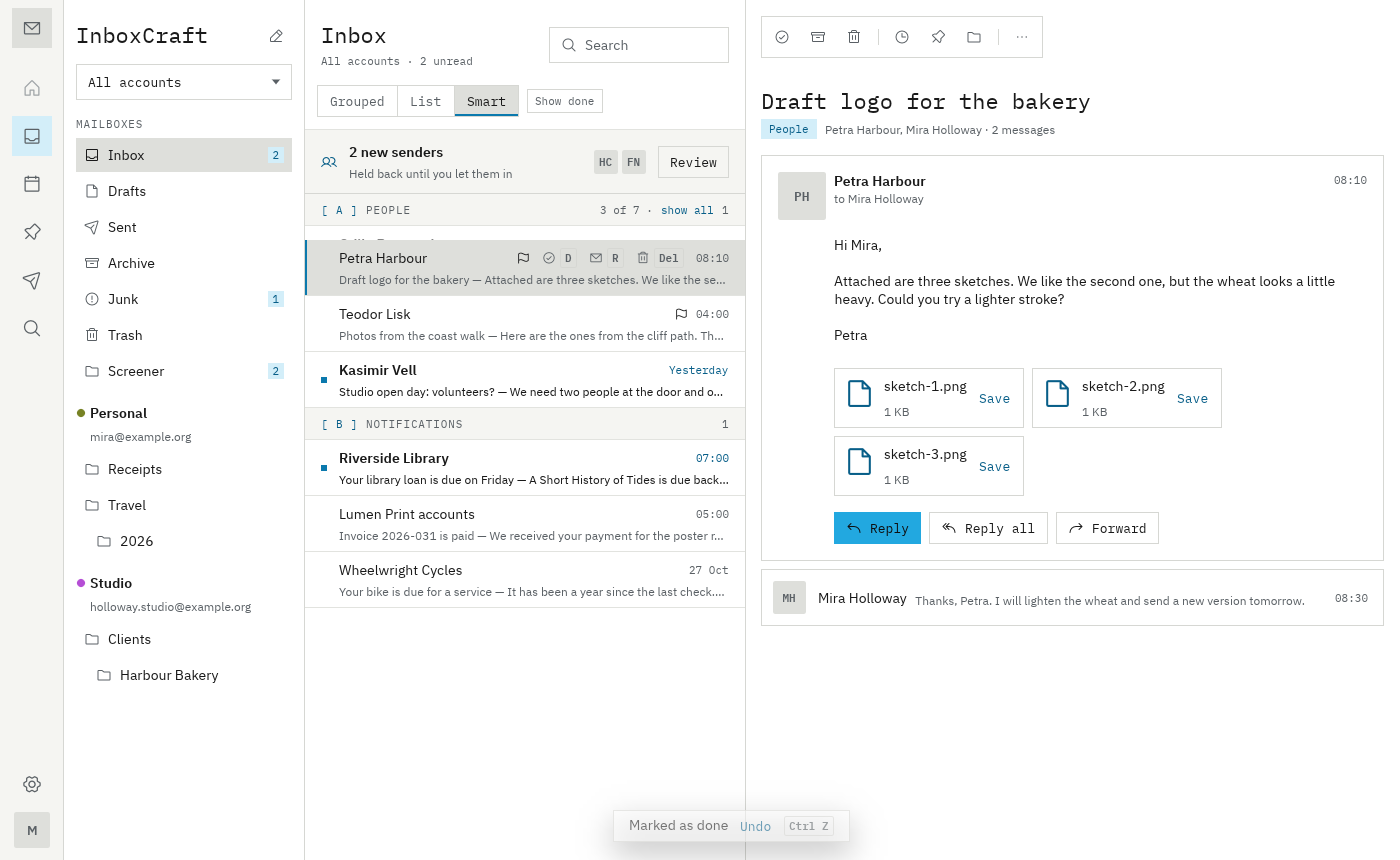 InboxCraft
All accounts
MAILBOXES
Inbox 2
Drafts
Sent
Archive
Junk 1
Trash
Screener 2
Personal
mira@example.org
Receipts
Travel
2026
Studio
holloway.studio@example.org
Clients
Harbour Bakery
M
Inbox
All accounts · 2 unread
Search
Grouped List Smart Show done
2 new senders
Held back until you let them in
HC FN Review
[ A ] PEOPLE 3 of 7 · show all 1
Petra Harbour D R Del 08:10
Draft logo for the bakery — Attached are three sketches. We like the se…
Teodor Lisk 04:00
Photos from the coast walk — Here are the ones from the cliff path. Th…
Kasimir Vell Yesterday
Studio open day: volunteers? — We need two people at the door and o…
[ B ] NOTIFICATIONS 1
Riverside Library 07:00
Your library loan is due on Friday — A Short History of Tides is due back…
Lumen Print accounts 05:00
Invoice 2026-031 is paid — We received your payment for the poster r…
Wheelwright Cycles 27 Oct
Your bike is due for a service — It has been a year since the last check.…
Draft logo for the bakery
People Petra Harbour, Mira Holloway · 2 messages
PH
Petra Harbour 08:10
to Mira Holloway
Hi Mira,
Attached are three sketches. We like the second one, but the wheat looks a little
heavy. Could you try a lighter stroke?
Petra
sketch-1.png
1 KB
Save
sketch-2.png
1 KB
Save
sketch-3.png
1 KB
Save
Reply Reply all Forward
MH Mira Holloway Thanks, Petra. I will lighten the wheat and send a new version tomorrow. 08:30
Marked as done Undo Ctrl Z